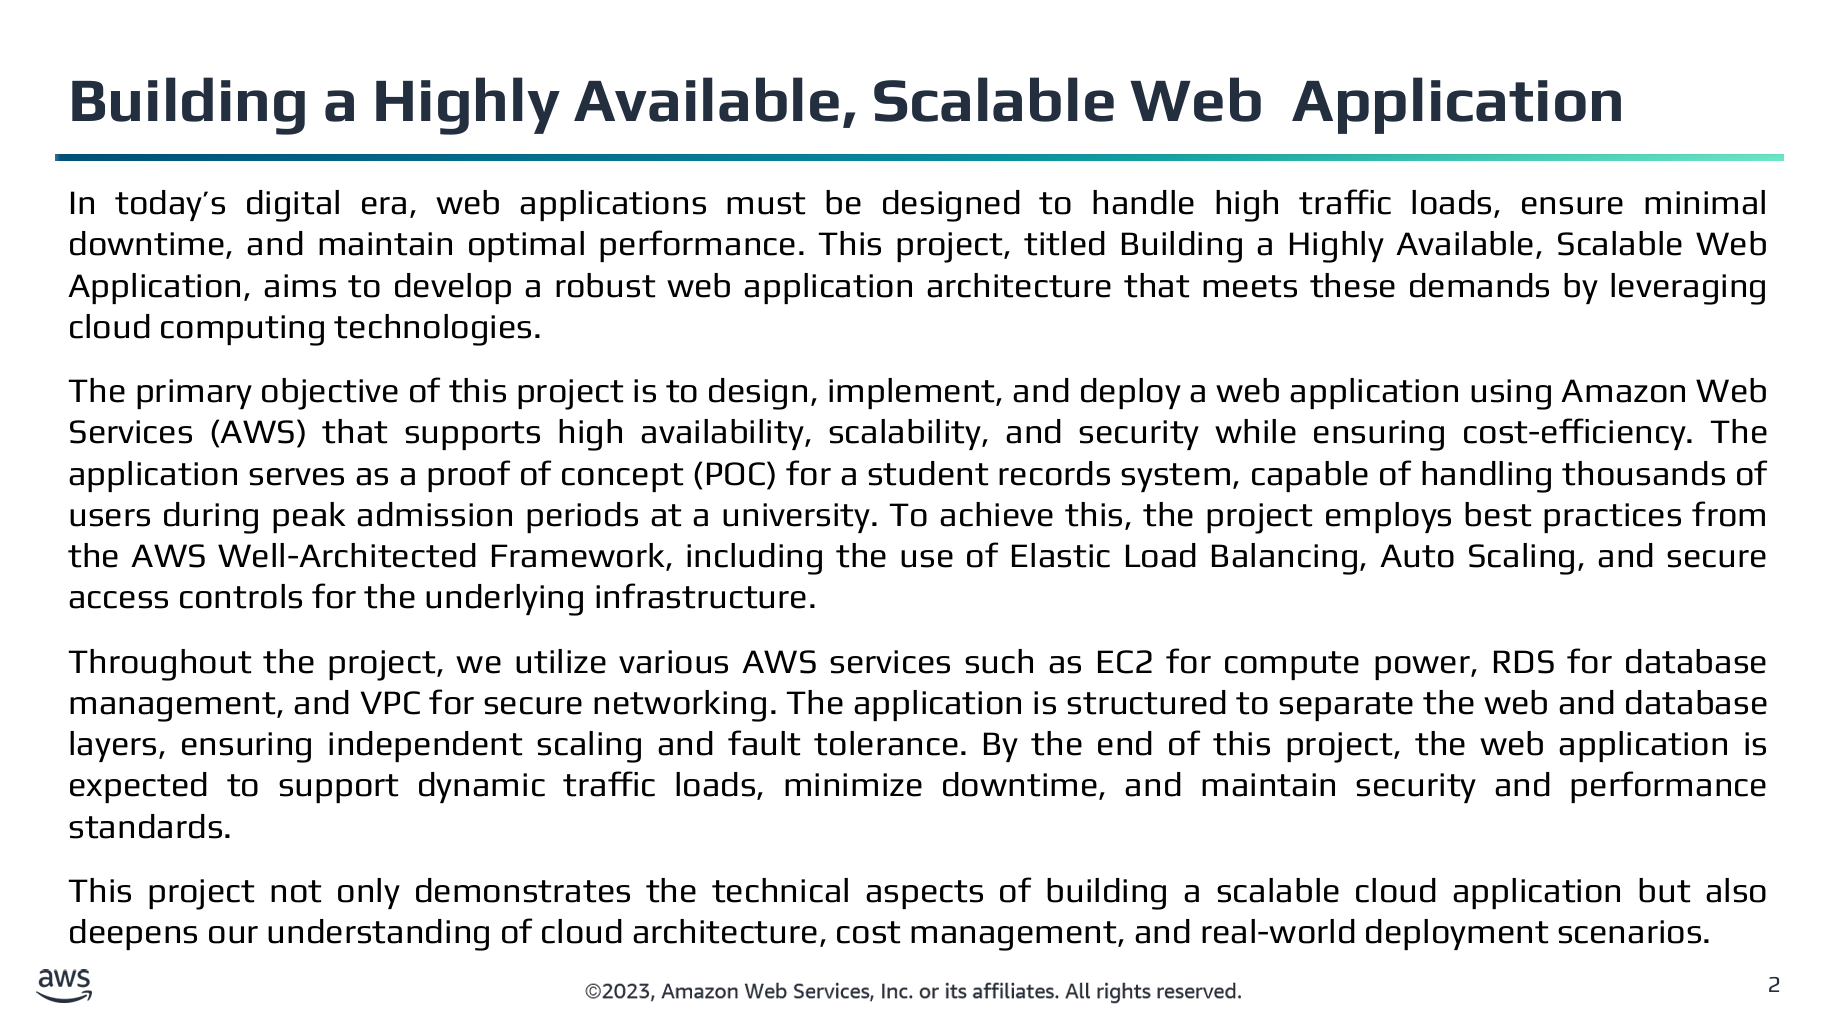 Building a Highly Available, Scalable Web  Application
In today′s digital era, web applications must be designed to handle high traffic loads, ensure minimal
downtime, and maintain optimal performance. This project, titled Building a Highly Available, Scalable Web
Application, aims to develop a robust web application architecture that meets these demands by leveraging
cloud computing technologies.
The primary objective of this project is to design, implement, and deploy a web application using Amazon Web
Services (AWS) that supports high availability, scalability, and security while ensuring cost-efficiency. The
application serves as a proof of concept (POC) for a student records system, capable of handling thousands of
users during peak admission periods at a university. To achieve this, the project employs best practices from
the AWS Well-Architected Framework, including the use of Elastic Load Balancing, Auto Scaling, and secure
access controls for the underlying infrastructure.
Throughout the project, we utilize various AWS services such as EC2 for compute power, RDS for database
management, and VPC for secure networking. The application is structured to separate the web and database
layers, ensuring independent scaling and fault tolerance. By the end of this project, the web application is
expected to support dynamic traffic loads, minimize downtime, and maintain security and performance
standards.
This project not only demonstrates the technical aspects of building a scalable cloud application but also
deepens our understanding of cloud architecture, cost management, and real-world deployment scenarios.
aws
©2023, Amazon Web Services, Inc. or its affiliates. All rights reserved.
2